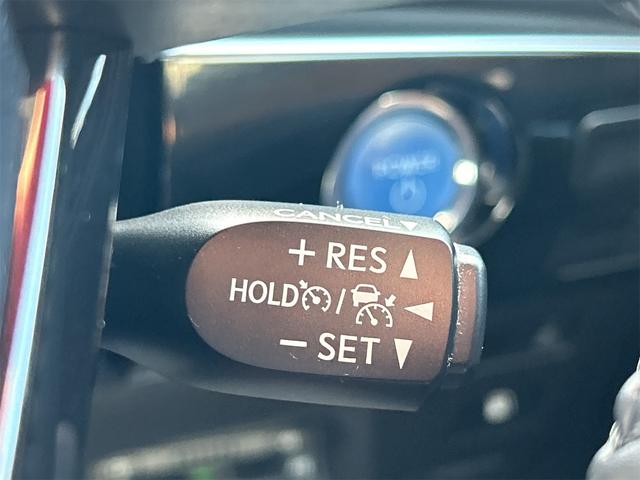 CANCEL▼
+ RES ▲
HOLD / ◀
− SET ▼